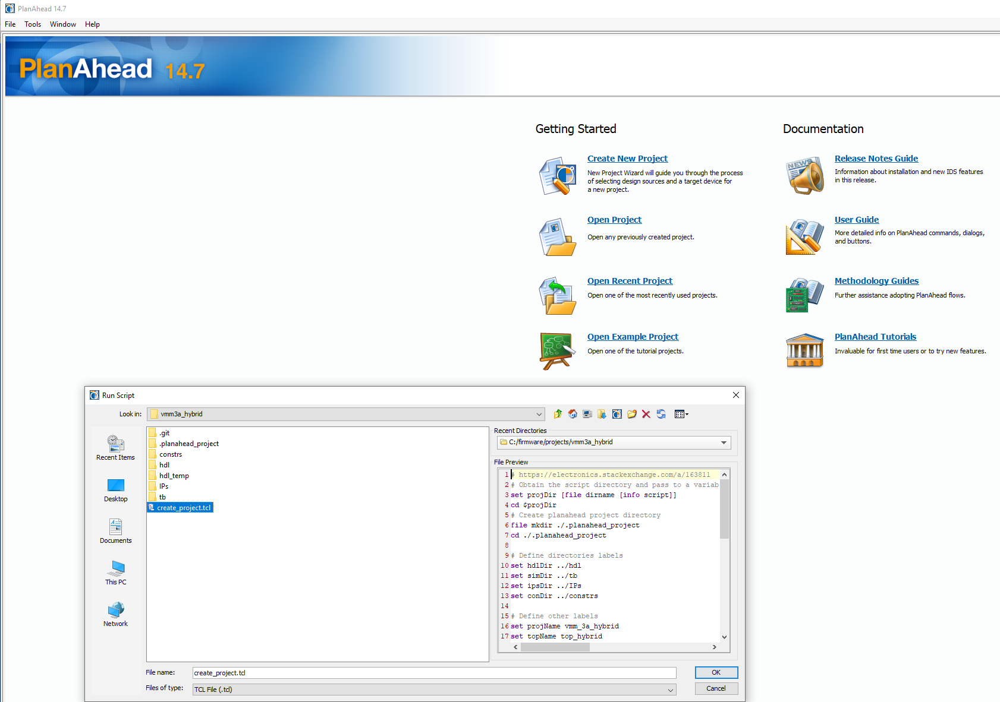 PlanAhead 14.7
File Tools Window Help
PlanAhead 14.7
Getting Started
Create New Project
New Project Wizard will guide you through the process
of selecting design sources and a target device for
a new project.
Open Project
Open any previously created project.
Open Recent Project
Open one of the most recently used projects.
Open Example Project
Open one of the tutorial projects.
Documentation
NEWS
Release Notes Guide
Information about installation and new IDS features
in this release.
User Guide
More detailed info on PlanAhead commands, dialogs,
and buttons.
Methodology Guides
Further assistance adopting PlanAhead flows.
PlanAhead Tutorials
Invaluable for first time users or to try new features.
Run Script
Look in: vmm3a_hybrid
Recent Items
Desktop
Documents
This PC
Network
.git
.planahead_project
constrs
hdl
hdl_temp
IPs
tb
create_project.tcl
Recent Directories
C:/firmware/projects/vmm3a_hybrid
File Preview
1 # https://electronics.stackexchange.com/a/163811
2 # Obtain the script directory and pass to a variab
3 set projDir [file dirname [info script]]
4 cd $projDir
5 # Create planahead project directory
6 file mkdir ./.planahead_project
7 cd ./.planahead_project
8
9 # Define directories labels
10 set hdlDir ../hdl
11 set simDir ../tb
12 set ipsDir ../IPs
13 set conDir ../constrs
14
15 # Define other labels
16 set projName vmm_3a_hybrid
17 set topName top_hybrid
File name: create_project.tcl
OK
Files of type: TCL File (.tcl)
Cancel